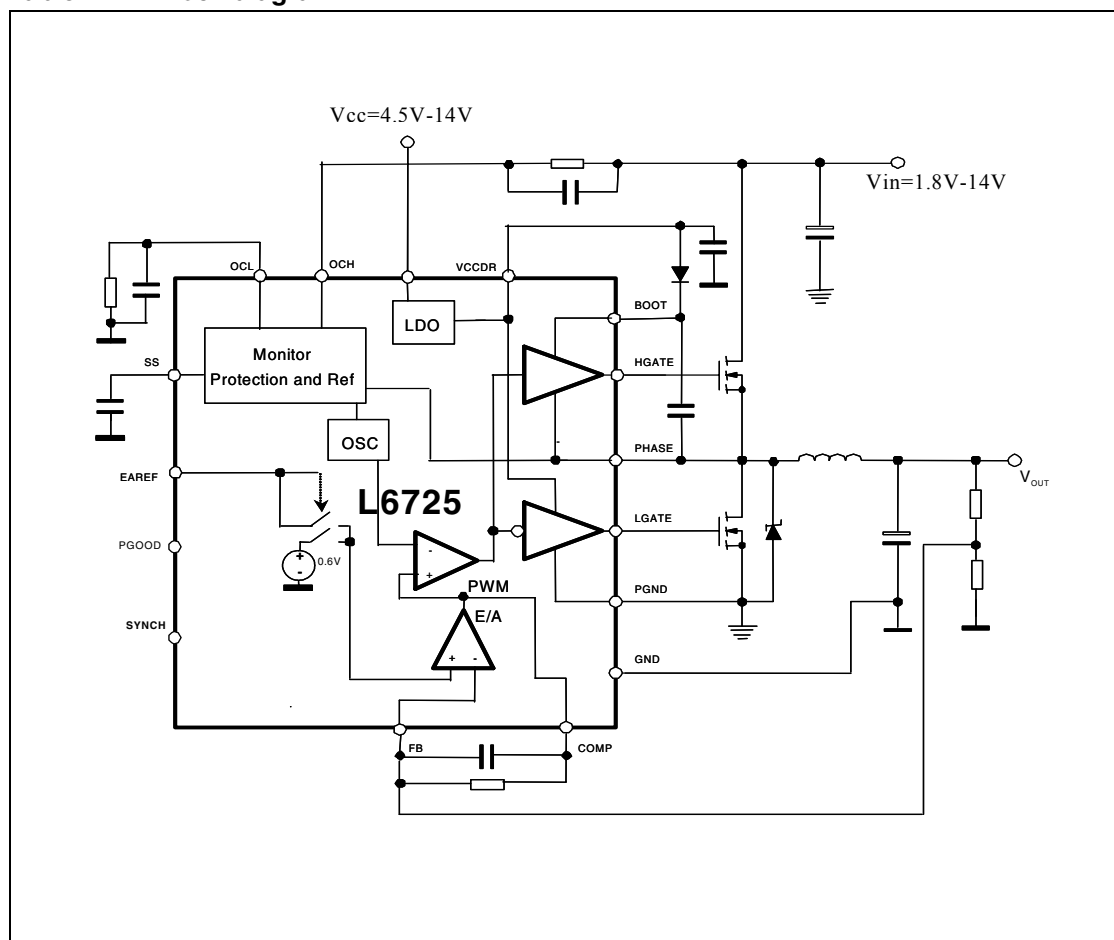 Vcc=4.5V-14V
Vin=1.8V-14V
OCL
OCH
VCCDR
BOOT
LDO
HGATE
Monitor
Protection and Ref
SS
OSC
PHASE
EAREF
L6725
LGATE
PGOOD
0.6V
PWM
PGND
E/A
SYNCH
GND
FB
COMP
VOUT
+
-
-
+
+
-
-